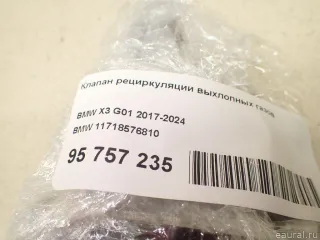 Клапан рециркуляции выхлопных газов
BMW X3 G01 2017-2024
BMW 11718576810
95 757 235
eaural.ru